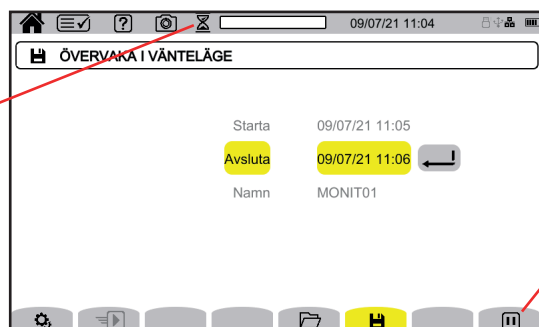 09/07/21 11:04
ÖVERVAKA I VÄNTELÄGE
Starta 09/07/21 11:05
Avsluta 09/07/21 11:06
Namn MONIT01